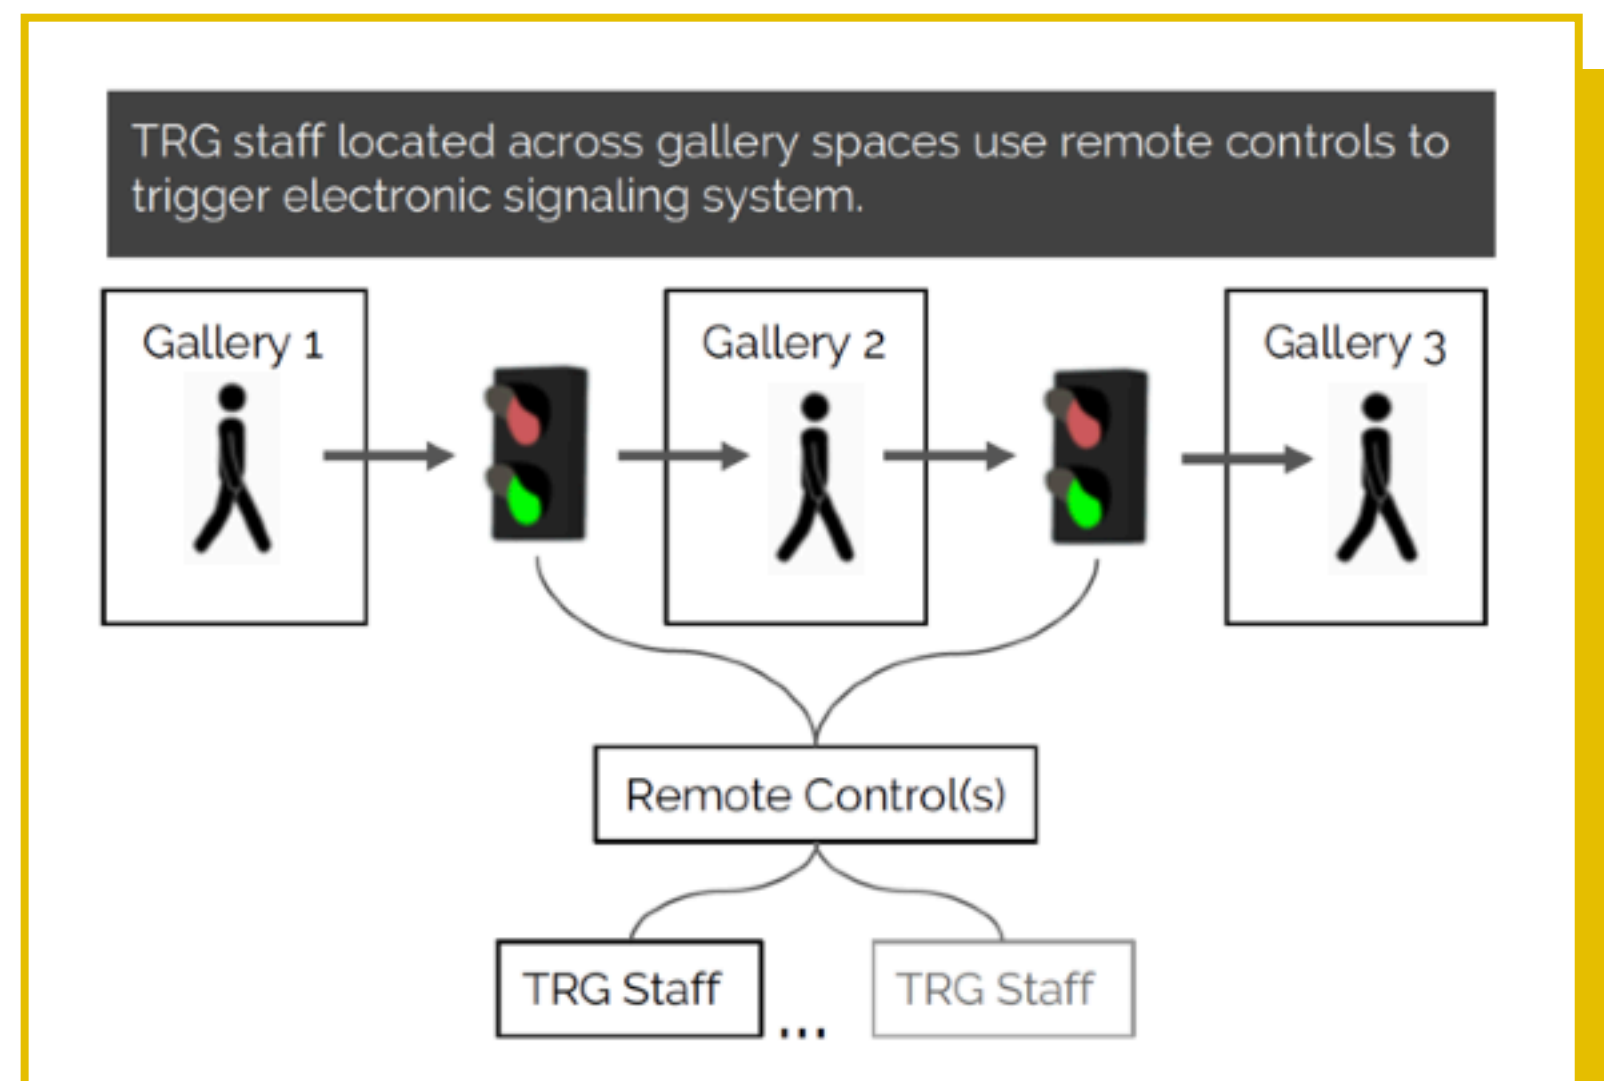 TRG staff located across gallery spaces use remote controls to
trigger electronic signaling system.
Gallery 1
Gallery 2
Gallery 3
Remote Control(s)
TRG Staff
...
TRG Staff